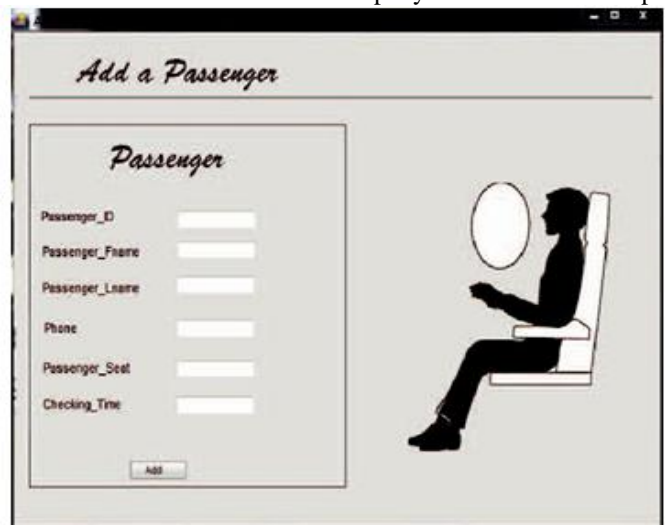 Add a Passenger
Passenger
Passenger_ID
Passenger_Fname
Passenger_Lname
Phone
Passenger_Seat
Checking_Time
Add